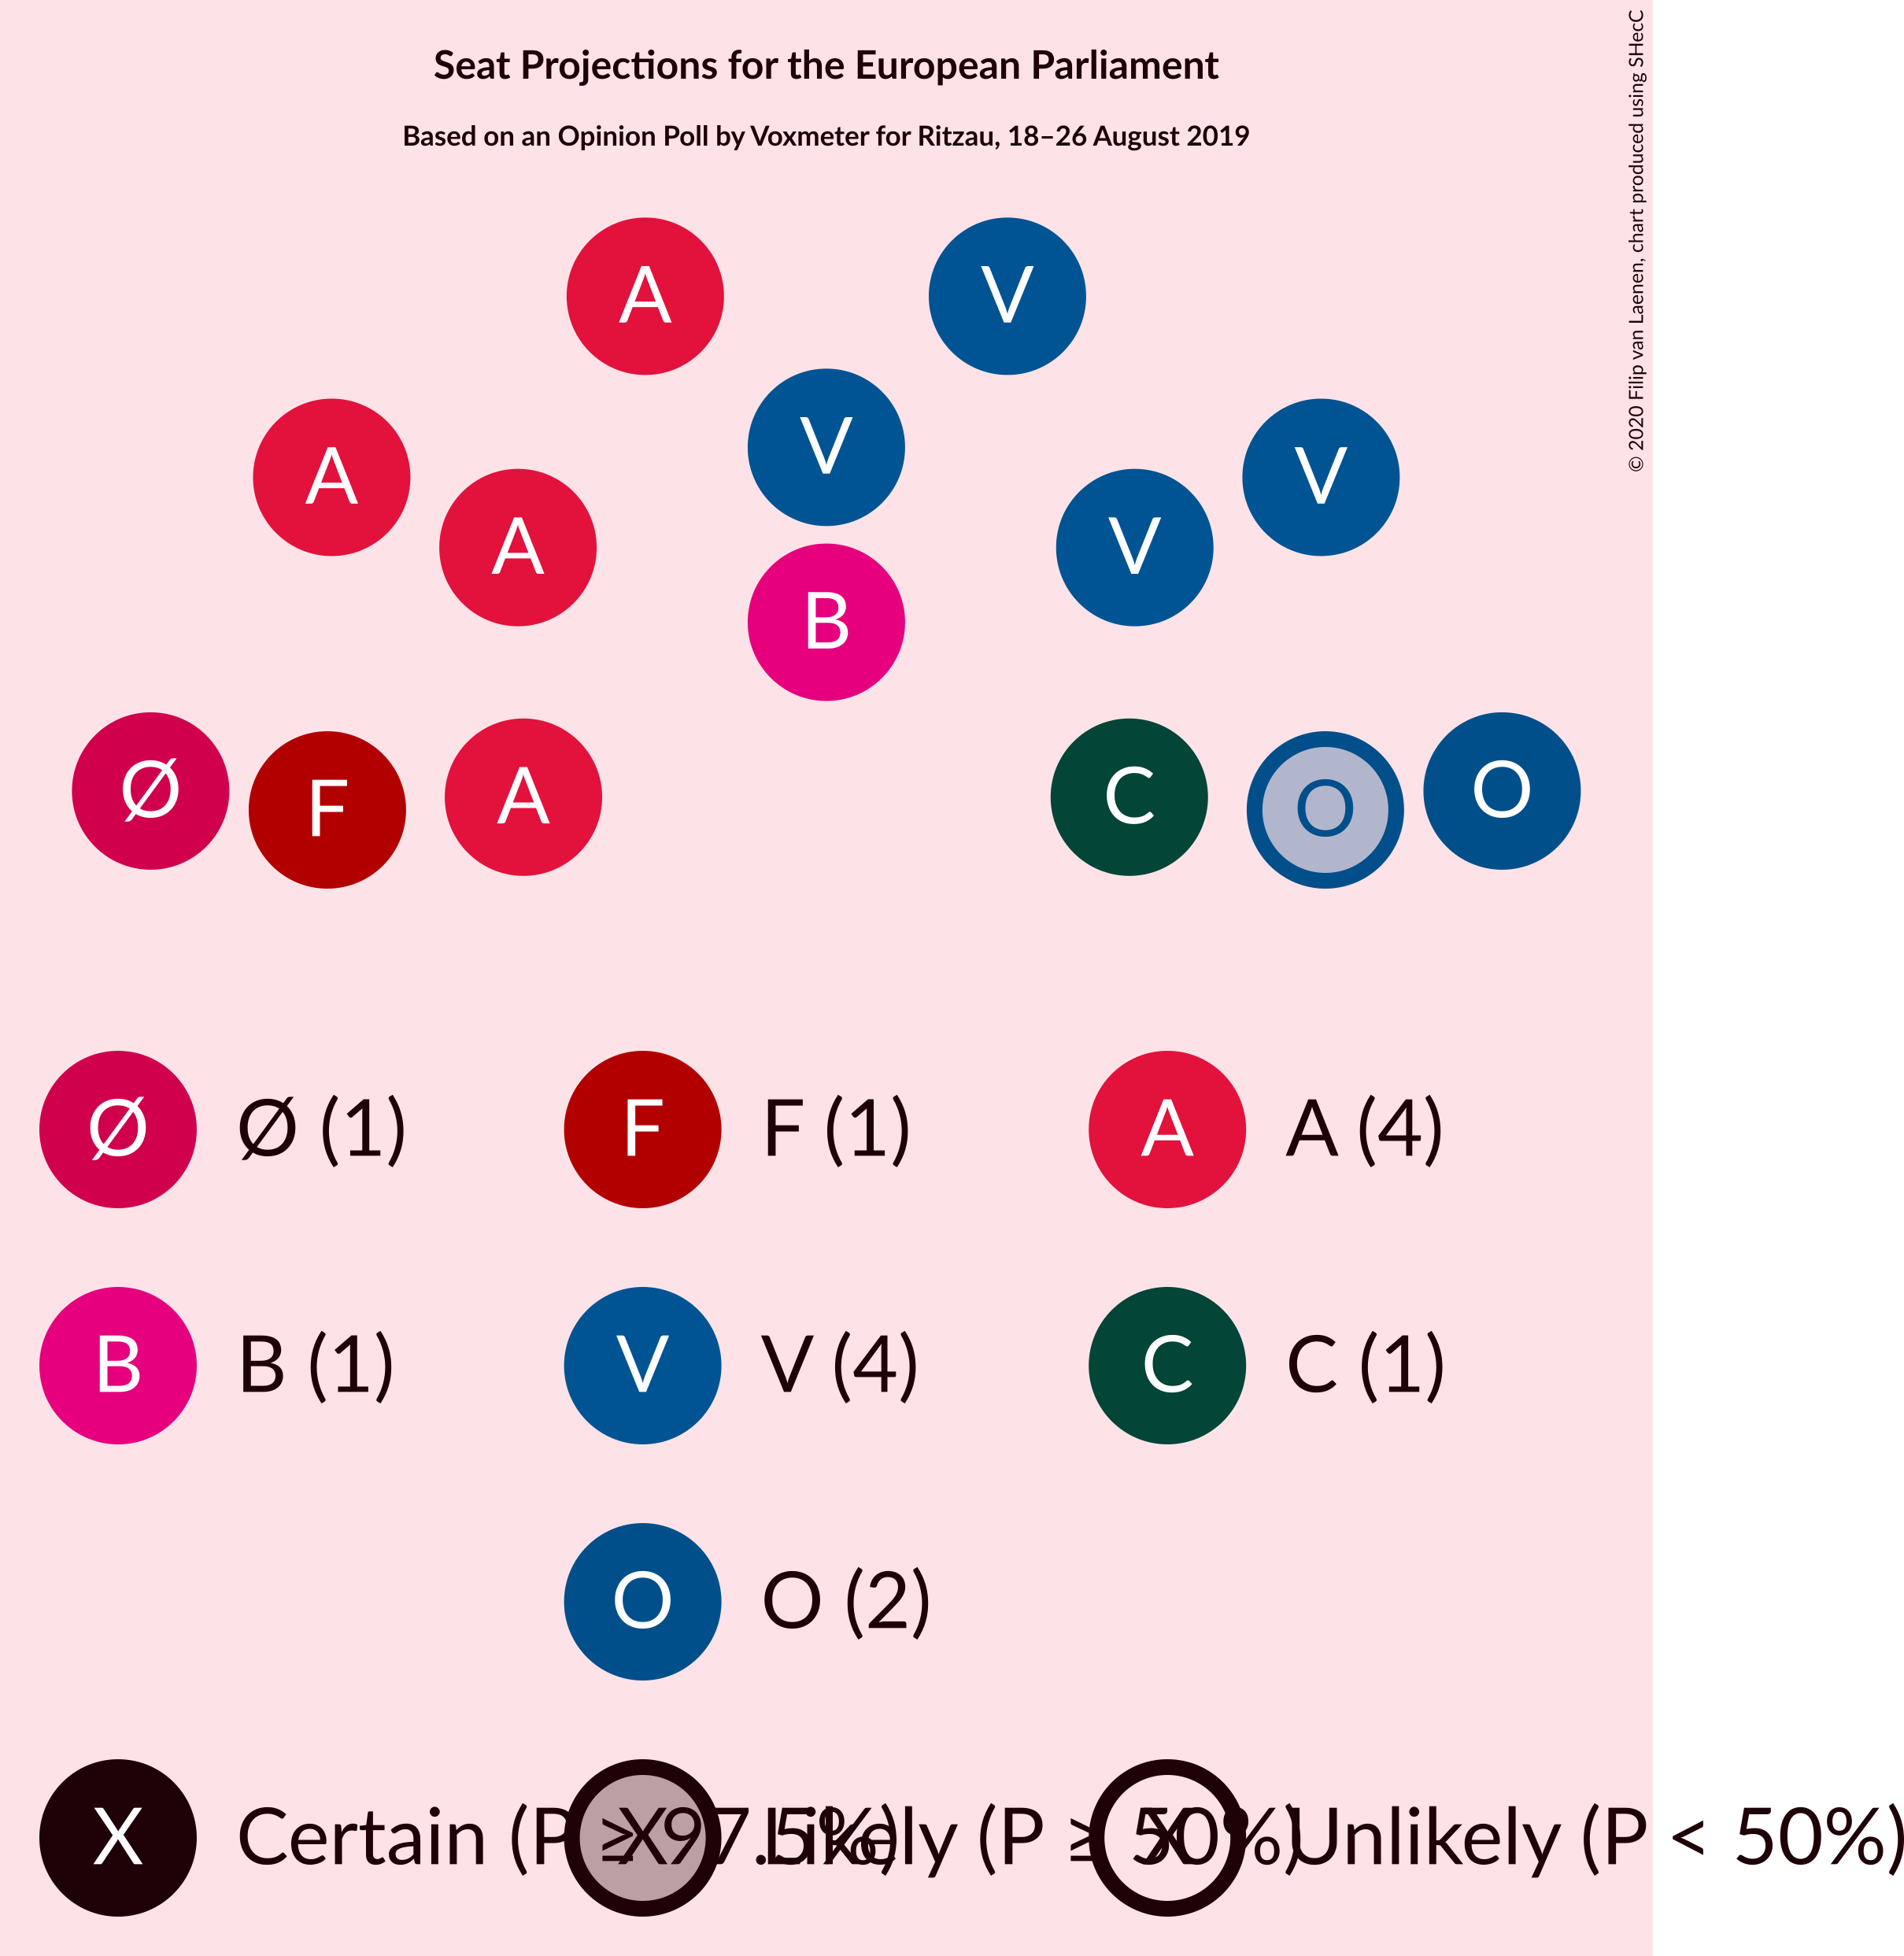 Seat Projections for the European Parliament
Based on an Opinion Poll by Voxmeter for Ritzau, 18–26 August 2019
© 2020 Filip van Laenen, chart produced using SHecC
A V
V
A V
A V
B
Ø O
A C
F O
Ø Ø (1) F F (1) A A (4)
B B (1) V V (4) C C (1)
O O (2)
X Certain (P ≥ 97.5%) X Likely (P ≥ 50%) X Unlikely (P < 50%)